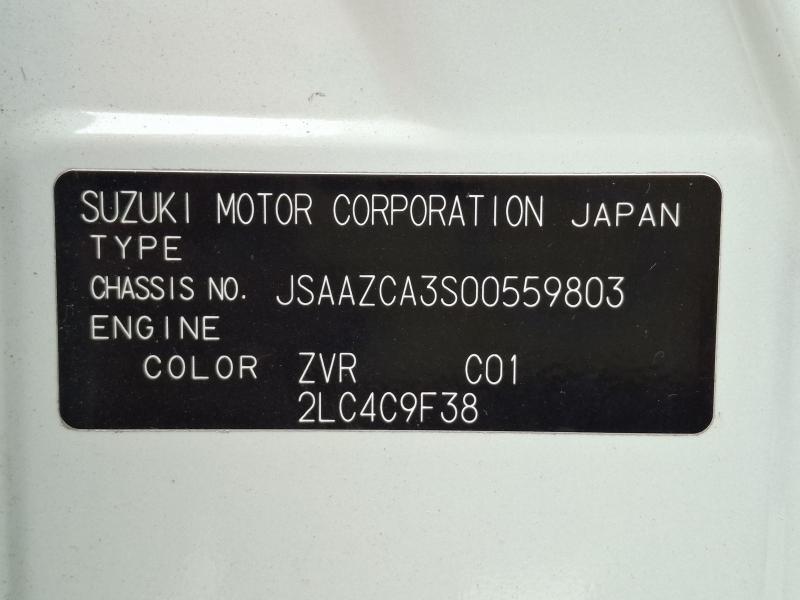 SUZUKI MOTOR CORPORATION JAPAN
TYPE
CHASSIS NO. JSAAZCA3S00559803
ENGINE
COLOR ZVR C01
2LC4C9F38